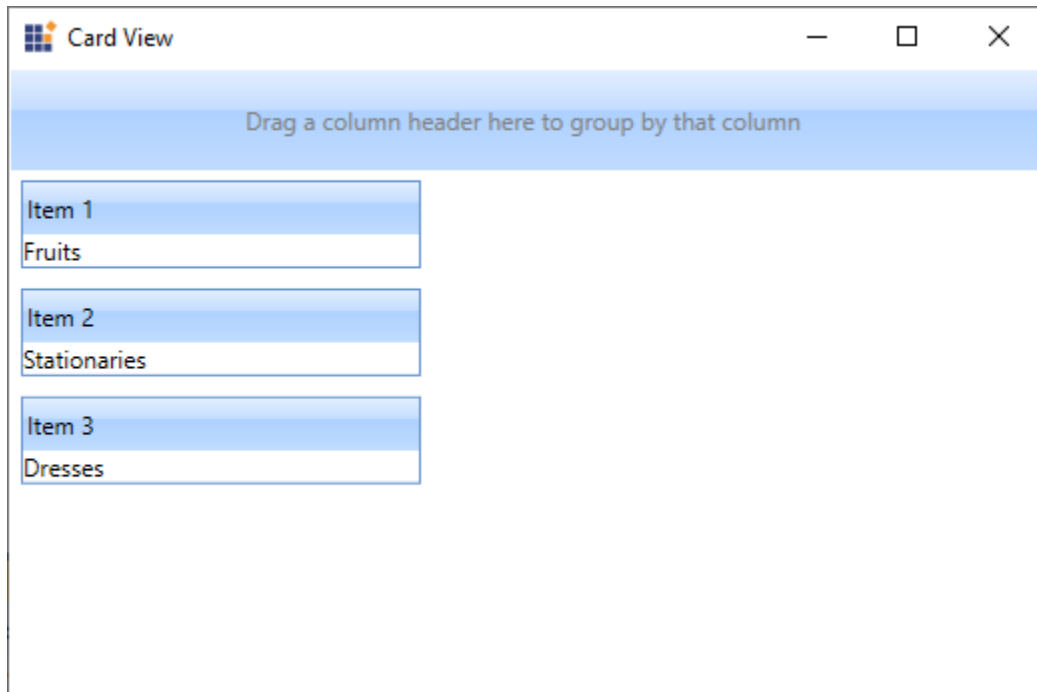 Card View
Drag a column header here to group by that column
Item 1
Fruits
Item 2
Stationaries
Item 3
Dresses